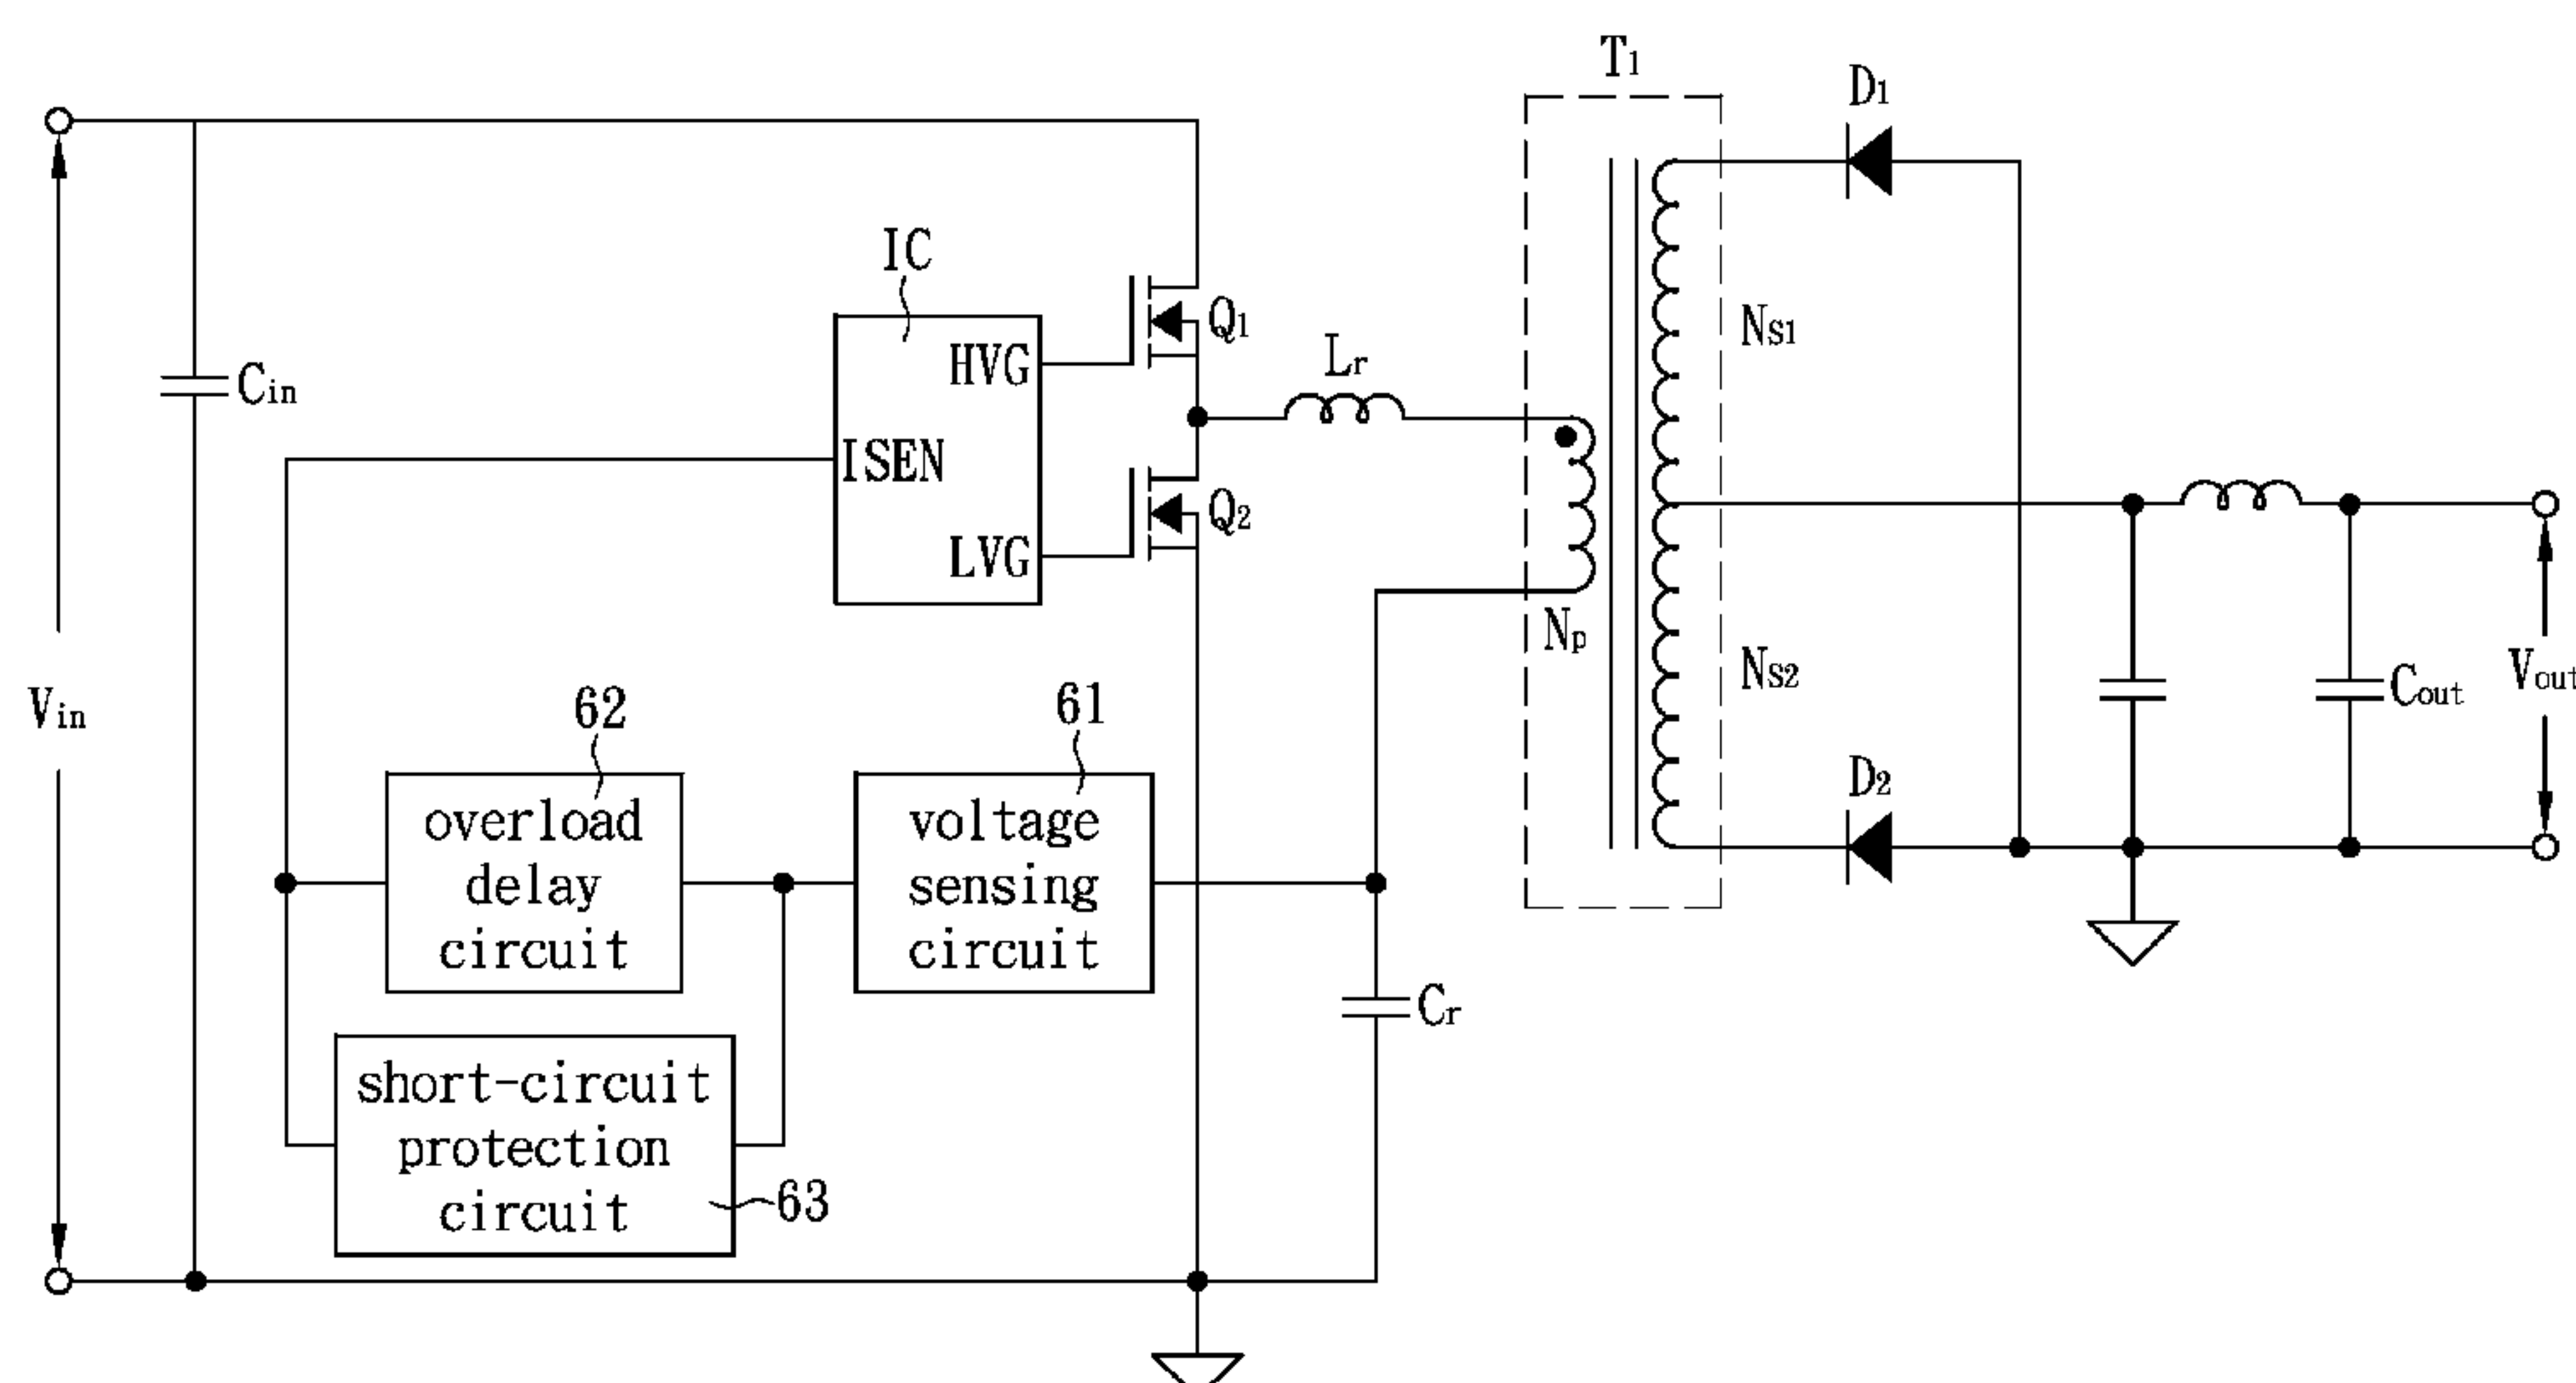 T1
D1
IC
Q1
HVG
Lr
NS1
Cin
ISEN
Q2
LVG
Np
NS2
Vin
62
61
D2
Cout
Vout
overload
delay
circuit
voltage
sensing
circuit
Cr
short-circuit
protection
circuit
63